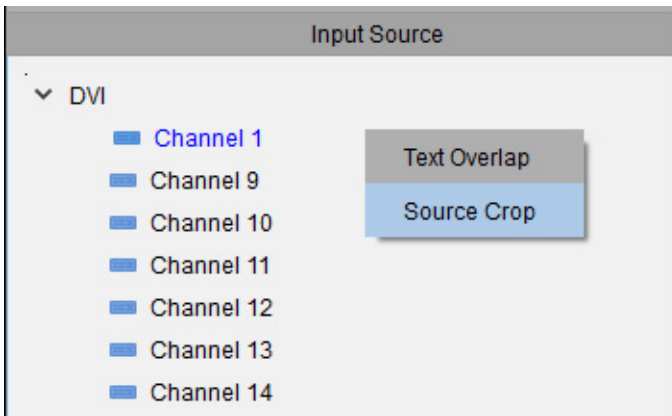 Input Source
DVI
Channel 1
Text Overlap
Channel 9
Source Crop
Channel 10
Channel 11
Channel 12
Channel 13
Channel 14